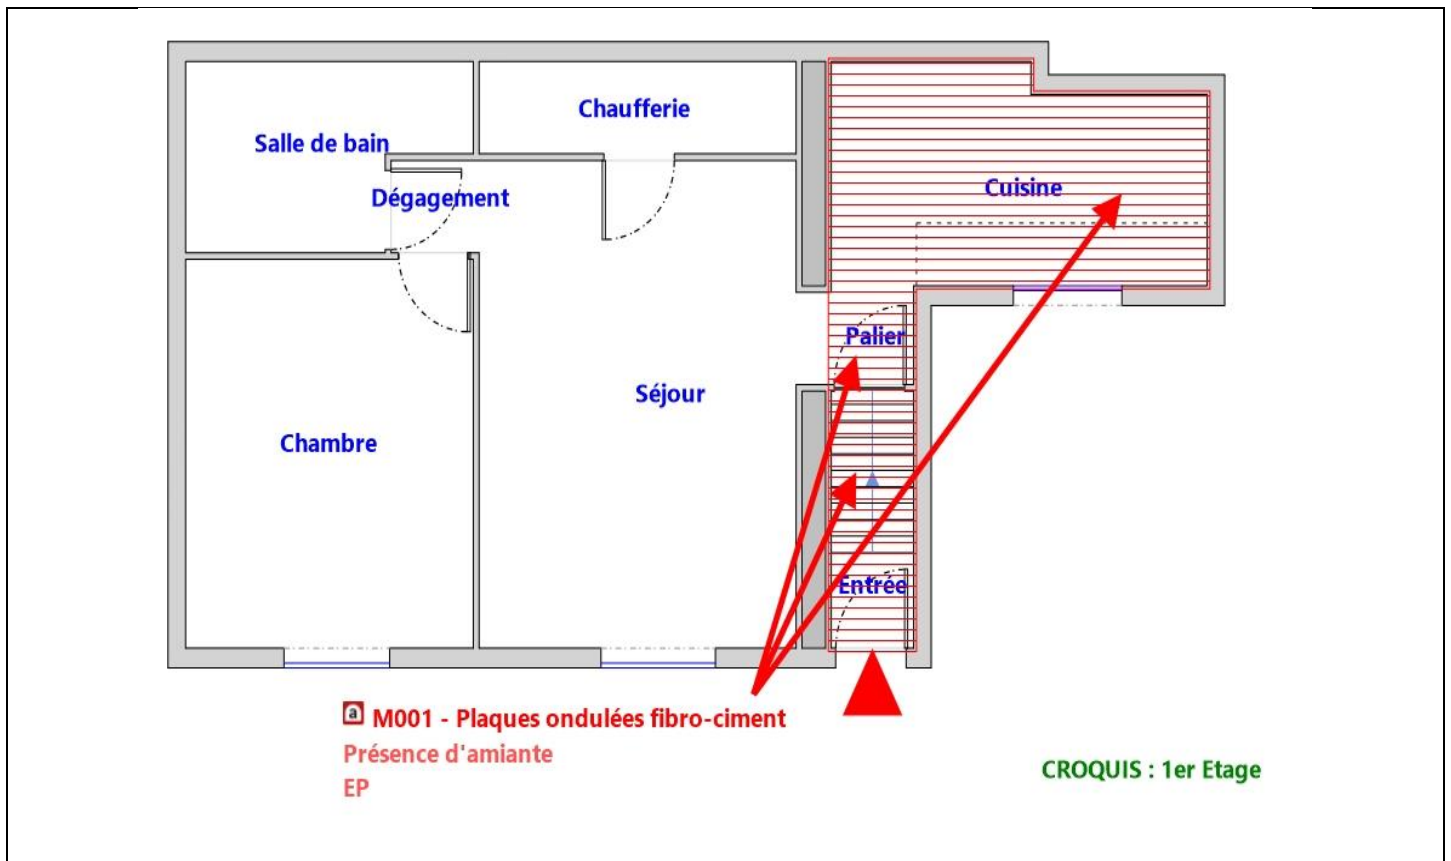 Chaufferie
Salle de bain
Cuisine
Dégagement
Palier
Séjour
Chambre
Entrée
a M001 - Plaques ondulées fibro-ciment
Présence d'amiante
EP
CROQUIS : 1er Etage